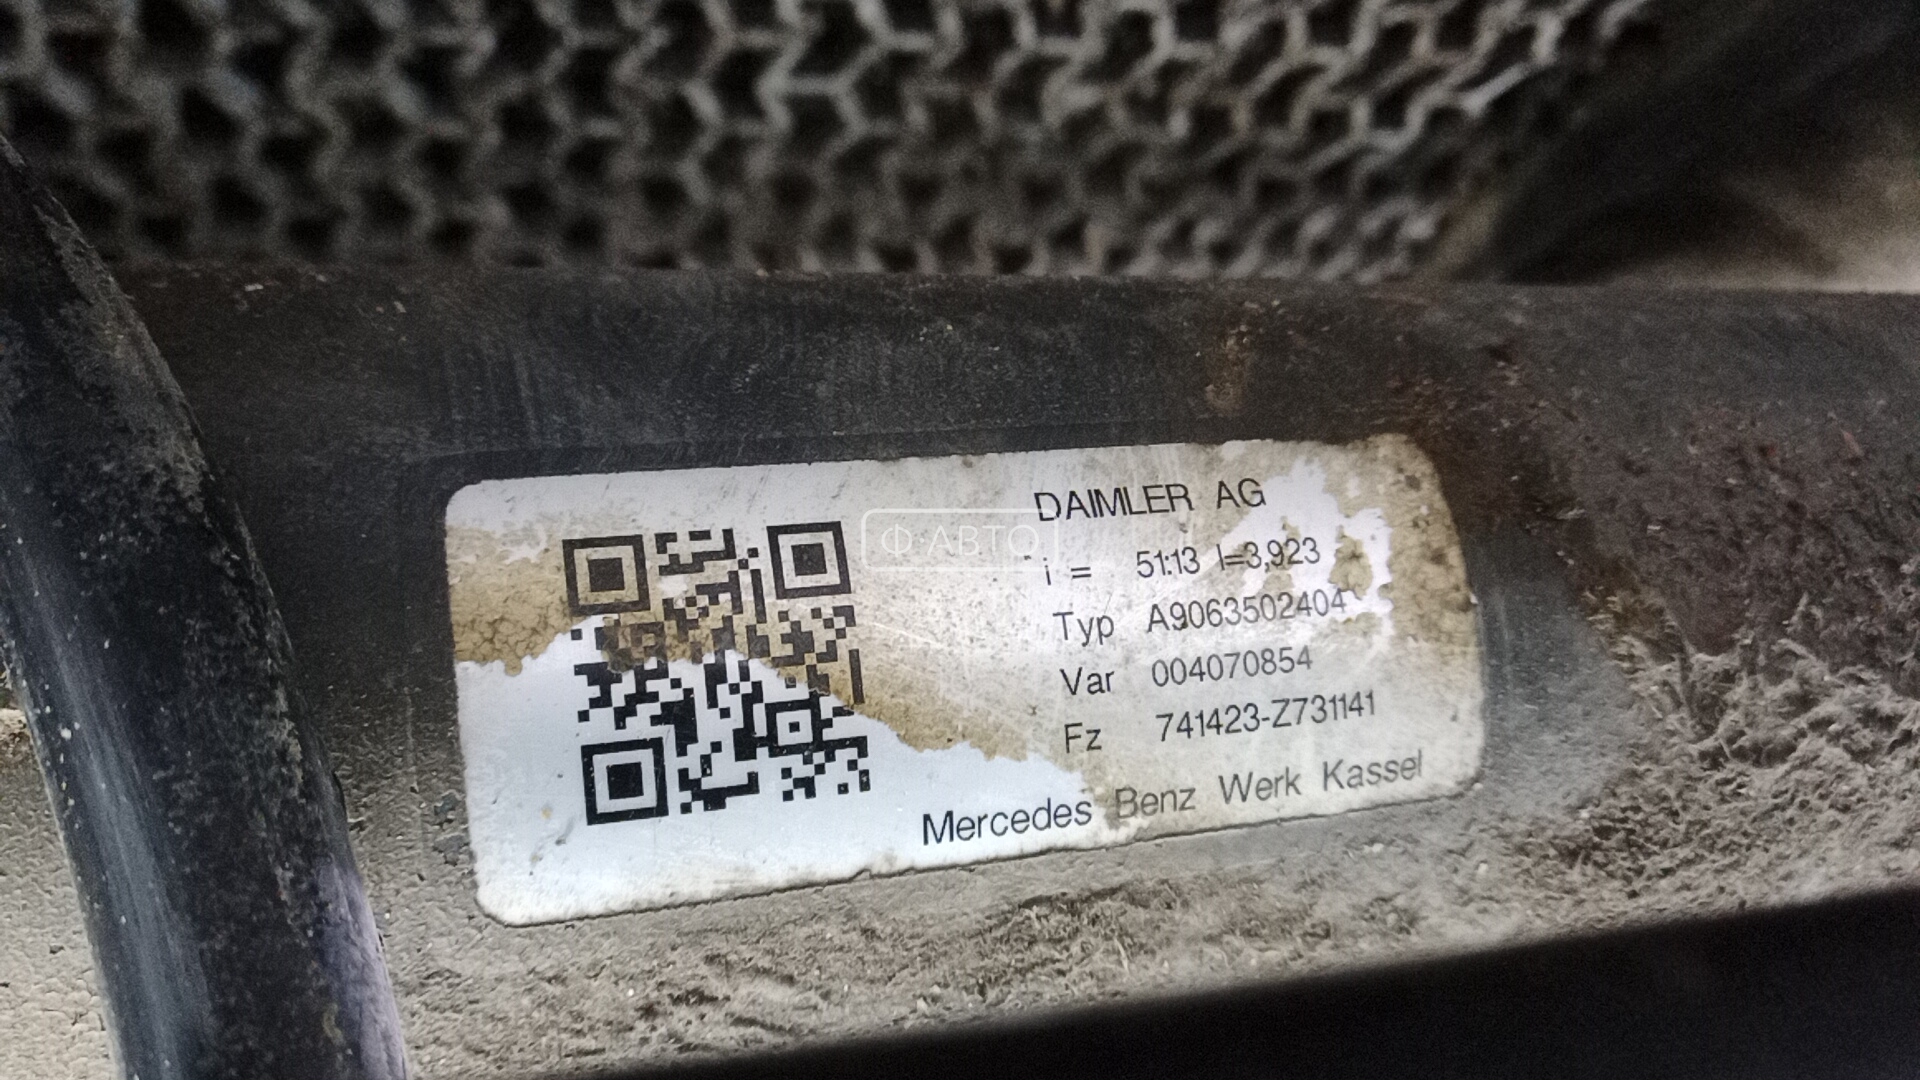 DAIMLER AG
i = 51:13 I=3,923
Typ A9063502404
Var 004070854
Fz 741423-Z731141
Mercedes Benz Werk Kassel
Ф-АВТО